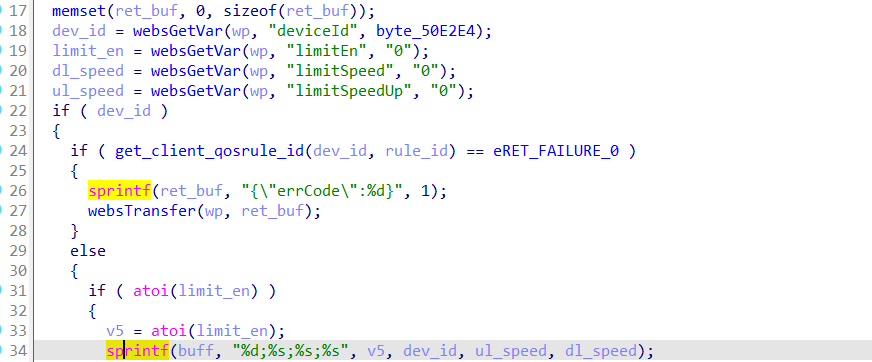 17 memset(ret_buf, 0, sizeof(ret_buf));
18 dev_id = websGetVar(wp, "deviceId", byte_50E2E4);
19 limit_en = websGetVar(wp, "limitEn", "0");
20 dl_speed = websGetVar(wp, "limitSpeed", "0");
21 ul_speed = websGetVar(wp, "limitSpeedUp", "0");
22 if ( dev_id )
23 {
24 if ( get_client_qosrule_id(dev_id, rule_id) == eRET_FAILURE_0 )
25 {
26 sprintf(ret_buf, "{\"errCode\":%d}", 1);
27 websTransfer(wp, ret_buf);
28 }
29 else
30 {
31 if ( atoi(limit_en) )
32 {
33 v5 = atoi(limit_en);
34 sprintf(buff, "%d;%s;%s;%s", v5, dev_id, ul_speed, dl_speed);